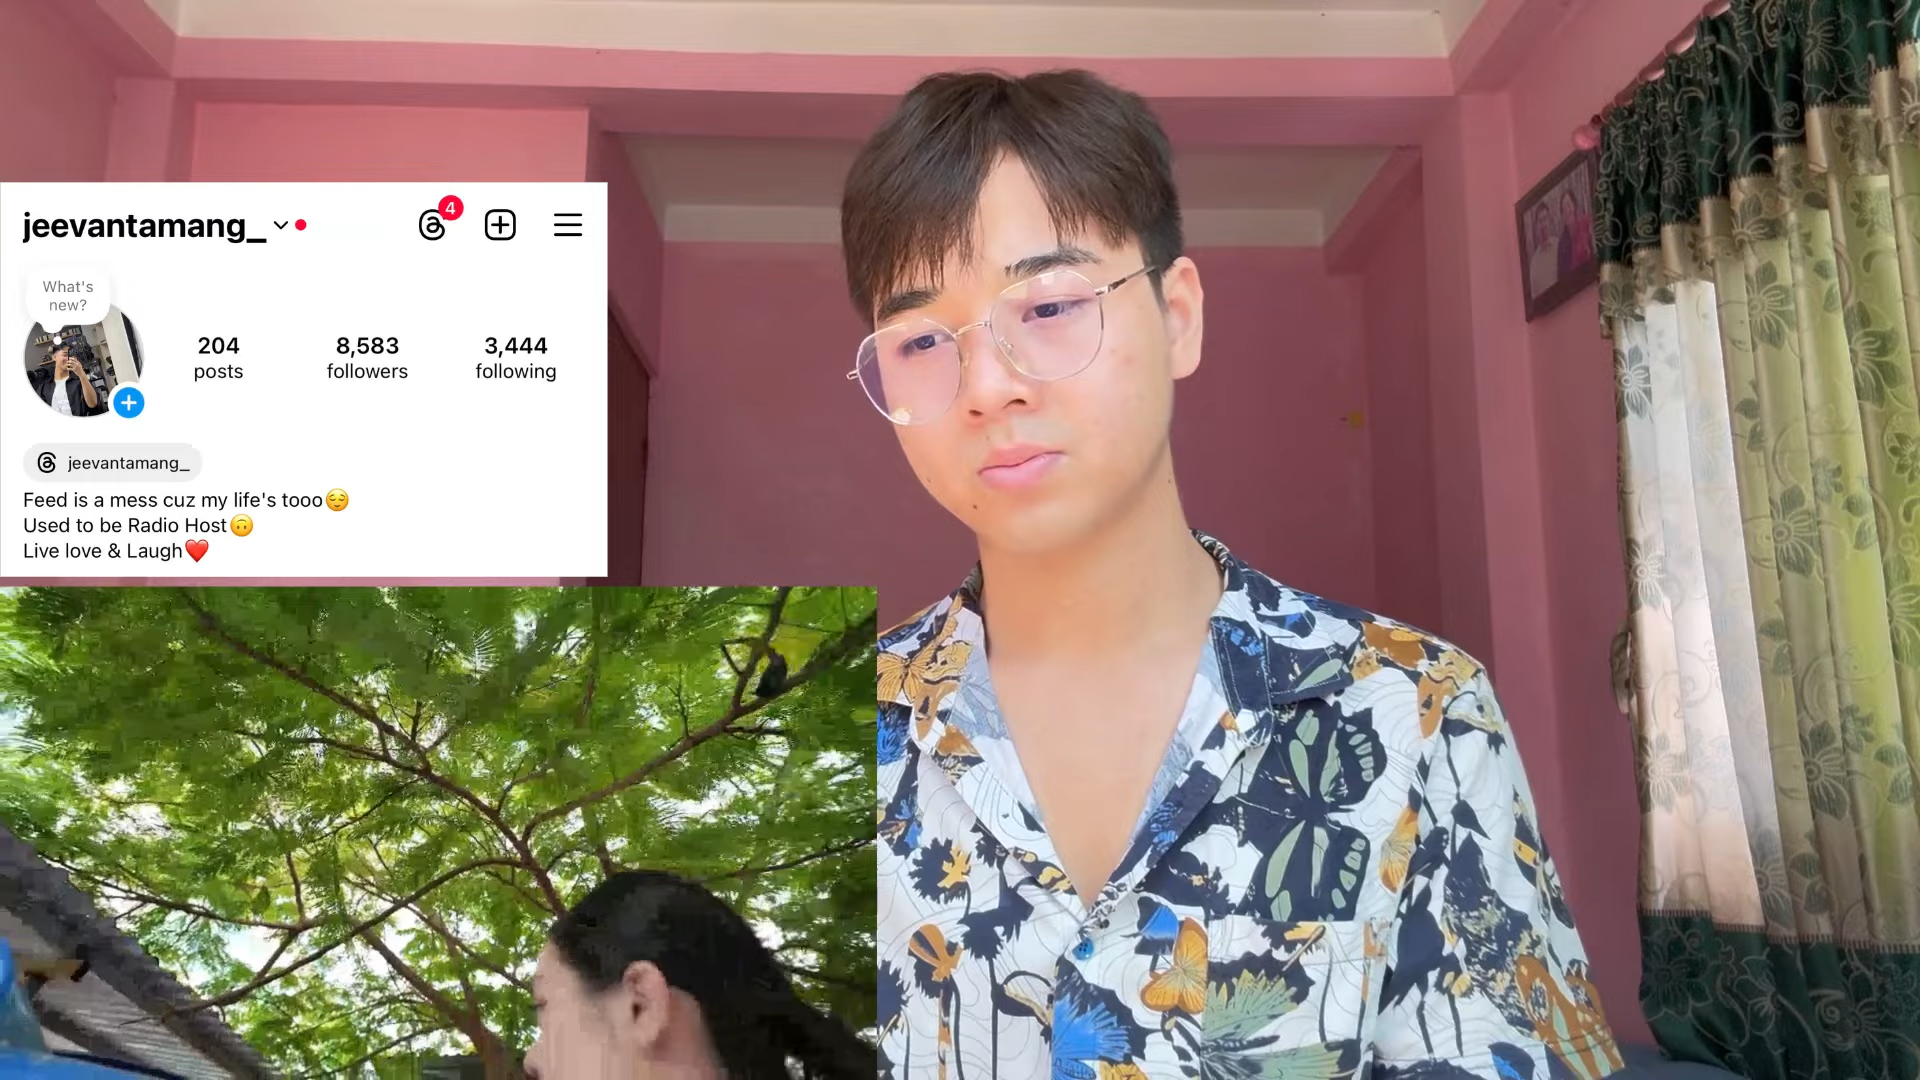 jeevantamang_
4
What's
new?
204
posts
8,583
followers
3,444
following
jeevantamang_
Feed is a mess cuz my life's tooo😌
Used to be Radio Host🙃
Live love & Laugh❤️